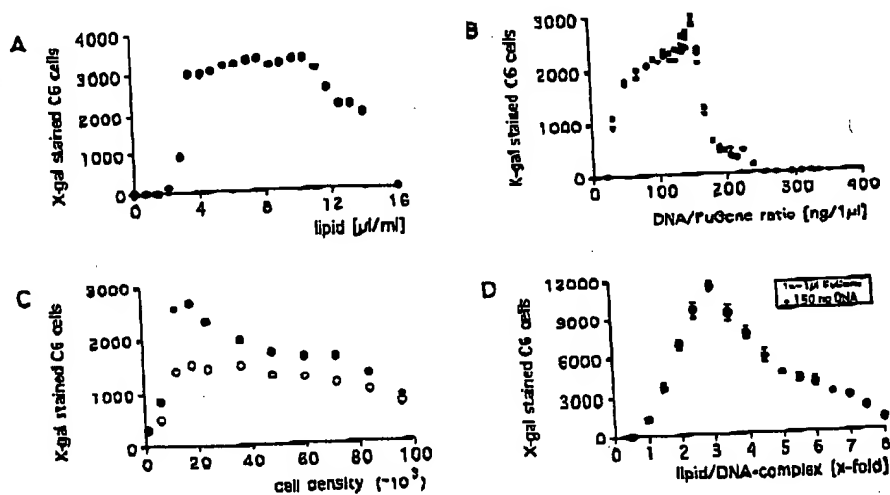 A
X-gal stained C6 cells
4000
3000
2000
1000
0
0 4 8 12 16
lipid [µl/ml]
B
X-gal stained C6 cells
3000
2000
1000
0
0 100 200 300 400
DNA/FuGene ratio [ng/1µl]
C
X-gal stained C6 cells
3000
2000
1000
0
0 20 40 60 80 100
cell density (*10³)
D
X-gal stained C6 cells
12000
9000
6000
3000
0
0 1 2 3 4 5 6 7 8
lipid/DNA-complex [X-fold]
1µl FuGene
• 150 ng DNA